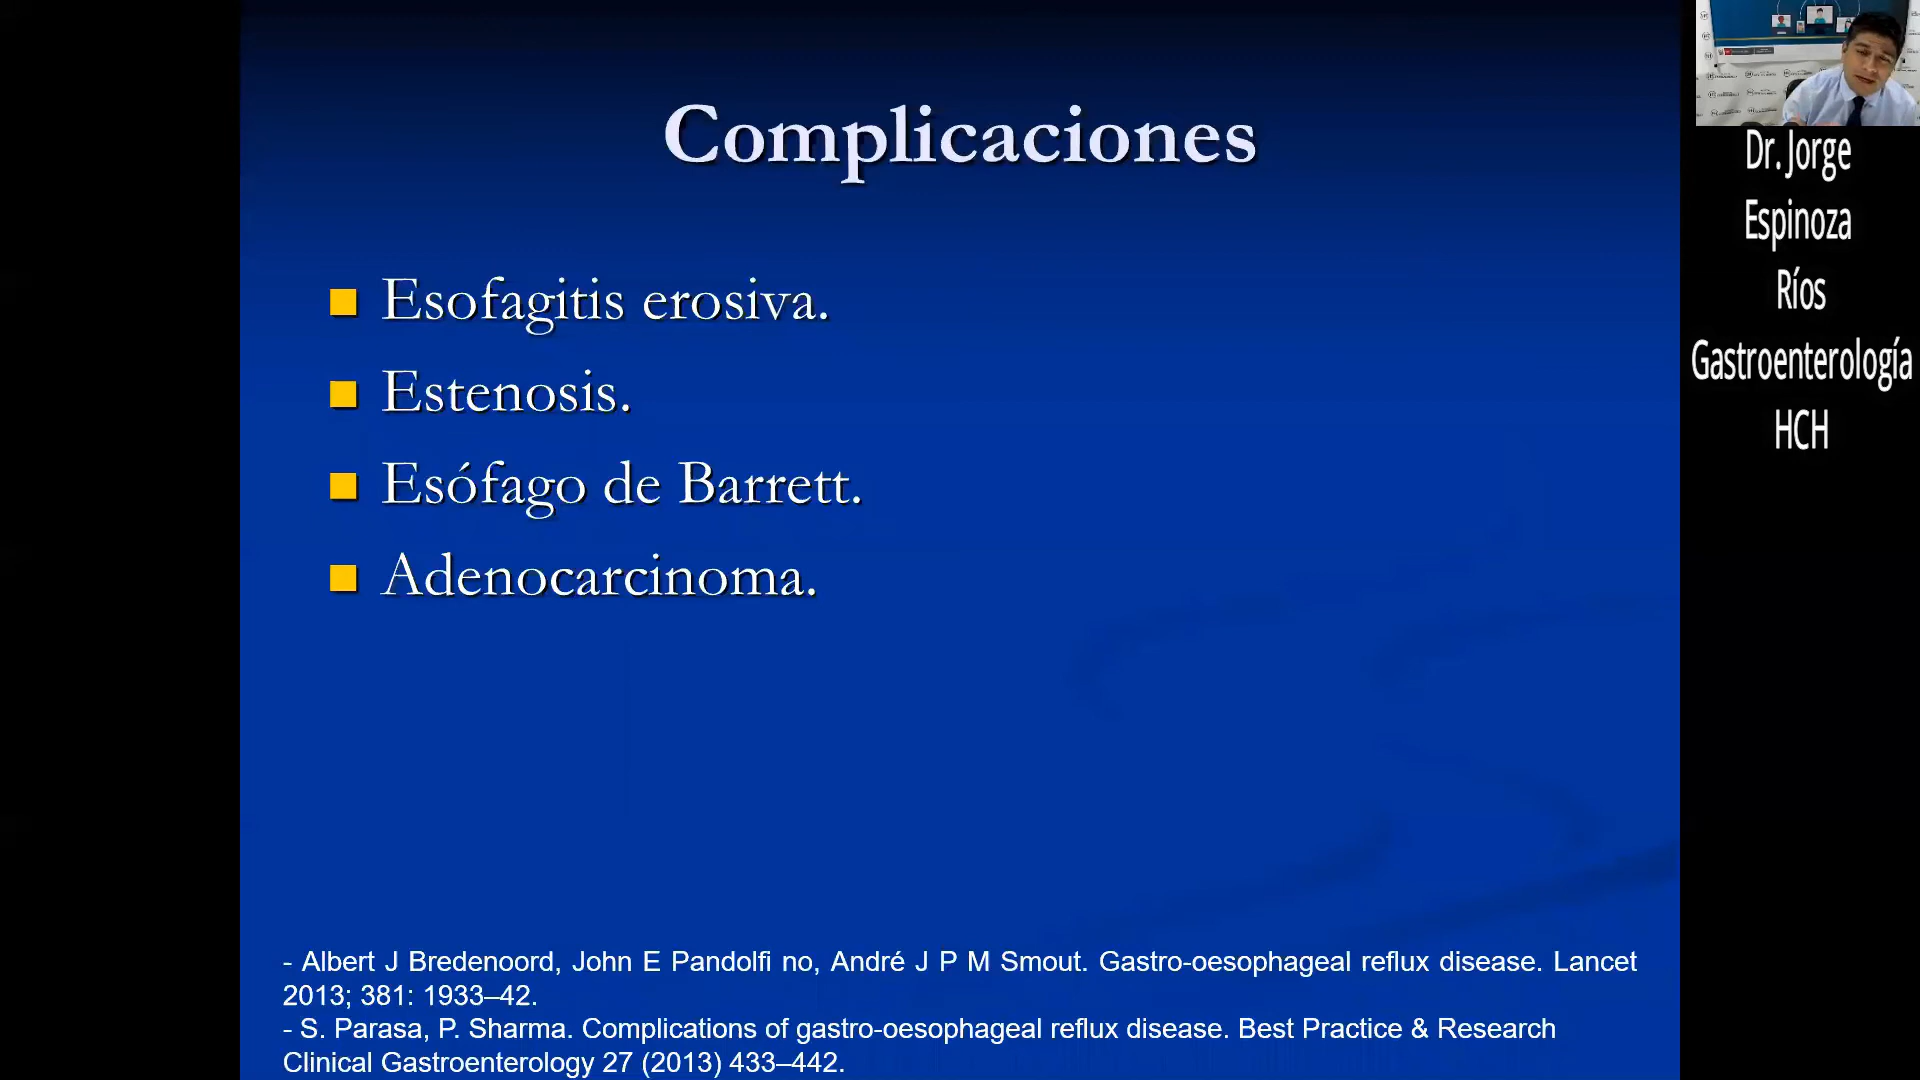 Complicaciones
Esofagitis erosiva.
Estenosis.
Esófago de Barrett.
Adenocarcinoma.
- Albert J Bredenoord, John E Pandolfi no, André J P M Smout. Gastro-oesophageal reflux disease. Lancet
2013; 381: 1933–42.
- S. Parasa, P. Sharma. Complications of gastro-oesophageal reflux disease. Best Practice & Research
Clinical Gastroenterology 27 (2013) 433–442.
Dr. Jorge
Espinoza
Ríos
Gastroenterología
HCH